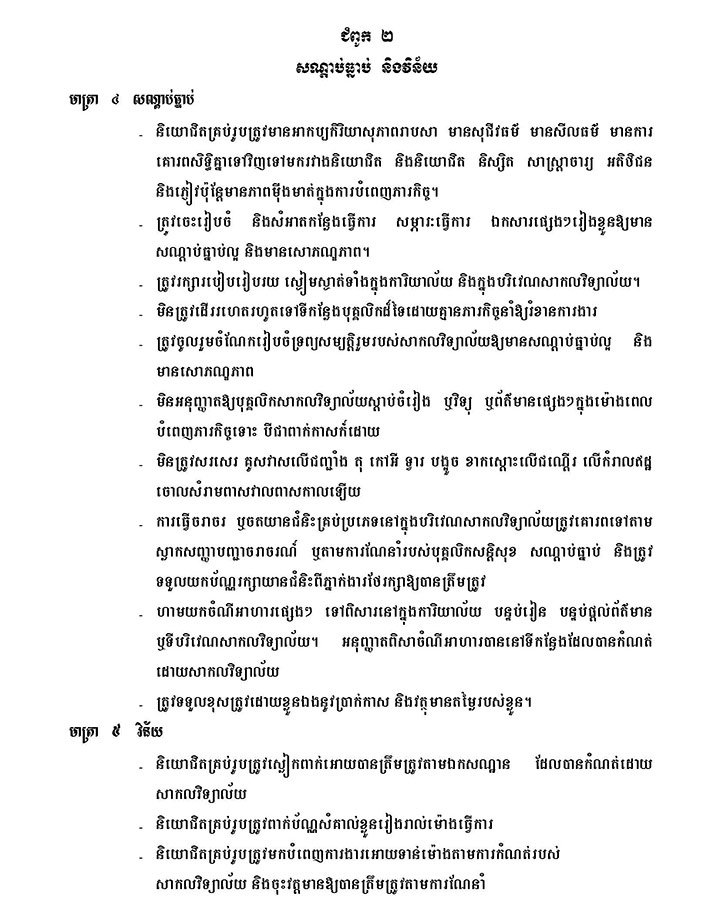 ជំពូក ២
សណ្តាប់ធ្នាប់ និងវិន័យ
មាត្រា ៤ សណ្តាប់ធ្នាប់
- និយោជិតគ្រប់រូបត្រូវមានអាកប្បកិរិយាសុភាពរាបសា មានសុជីវធម៌ មានសីលធម៌ មានការ
គោរពសិទ្ធិគ្នាទៅវិញទៅមករវាងនិយោជិត និងនិយោជិត និស្សិត សាស្ត្រាចារ្យ អតិថិជន
និងភ្ញៀវប៉ុន្តែមានភាពម៉ឺងមាត់ក្នុងការបំពេញភារកិច្ច។
- ត្រូវចេះរៀបចំ និងសំអាតកន្លែងធ្វើការ សម្ភារៈធ្វើការ ឯកសារផ្សេងៗរៀងខ្លួនឱ្យមាន
សណ្តាប់ធ្នាប់ល្អ និងមានសោភណ្ឌភាព។
- ត្រូវរក្សារបៀបរៀបរយ ស្ងៀមស្ងាត់ទាំងក្នុងការិយាល័យ និងក្នុងបរិវេណសាកលវិទ្យាល័យ។
- មិនត្រូវដើររហេតរហូតទៅទីកន្លែងបុគ្គលិកដ៏ទៃដោយគ្មានភារកិច្ចនាំឱ្យរំខានការងារ
- ត្រូវចូលរួមចំណែករៀបចំទ្រព្យសម្បត្តិរួមរបស់សាកលវិទ្យាល័យឱ្យមានសណ្តាប់ធ្នាប់ល្អ និង
មានសោភណ្ឌភាព
- មិនអនុញ្ញាតឱ្យបុគ្គលិកសាកលវិទ្យាល័យស្តាប់ចំរៀង ឬវិទ្យុ ឬព័ត៌មានផ្សេងៗក្នុងម៉ោងពេល
បំពេញភារកិច្ចទោះ បីជាពាក់កាសក៏ដោយ
- មិនត្រូវសរសេរ គូសវាសលើជញ្ជាំង តុ កៅអី ទ្វារ បង្អួច ខាកស្តោះលើជណ្តើរ លើកំរាលឥដ្ឋ
ចោលសំរាមពាសវាលពាសកាលឡើយ
- ការធ្វើចរាចរ ឬចតយានជំនិះគ្រប់ប្រភេទនៅក្នុងបរិវេណសាកលវិទ្យាល័យត្រូវគោរពទៅតាម
ស្លាកសញ្ញាបញ្ជាចរាចរណ៍ ឬតាមការណែនាំរបស់បុគ្គលិកសន្តិសុខ សណ្តាប់ធ្នាប់ និងត្រូវ
ទទួលយកប័ណ្ណរក្សាយានជំនិះពីភ្នាក់ងារថែរក្សាឱ្យបានត្រឹមត្រូវ
- ហាមយកចំណីអាហារផ្សេងៗ ទៅពិសារនៅក្នុងការិយាល័យ បន្ទប់រៀន បន្ទប់ផ្តល់ព័ត៌មាន
ឬទីបរិវេណសាកលវិទ្យាល័យ។ អនុញ្ញាតពិសាចំណីអាហារបាននៅទីកន្លែងដែលបានកំណត់
ដោយសាកលវិទ្យាល័យ
- ត្រូវទទួលខុសត្រូវដោយខ្លួនឯងនូវប្រាក់កាស និងវត្ថុមានតម្លៃរបស់ខ្លួន។
មាត្រា ៥ វិន័យ
- និយោជិតគ្រប់រូបត្រូវស្លៀកពាក់អោយបានត្រឹមត្រូវតាមឯកសណ្ឋាន ដែលបានកំណត់ដោយ
សាកលវិទ្យាល័យ
- និយោជិតគ្រប់រូបត្រូវពាក់ប័ណ្ណសំគាល់ខ្លួនរៀងរាល់ម៉ោងធ្វើការ
- និយោជិតគ្រប់រូបត្រូវមកបំពេញការងារអោយទាន់ម៉ោងតាមការកំណត់របស់
សាកលវិទ្យាល័យ និងចុះវត្តមានឱ្យបានត្រឹមត្រូវតាមការណែនាំ